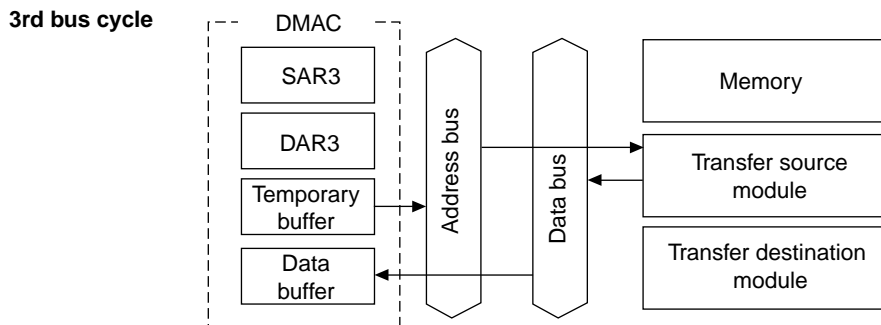 3rd bus cycle
DMAC
SAR3
DAR3
Temporary
buffer
Data
buffer
Address bus
Data bus
Memory
Transfer source
module
Transfer destination
module